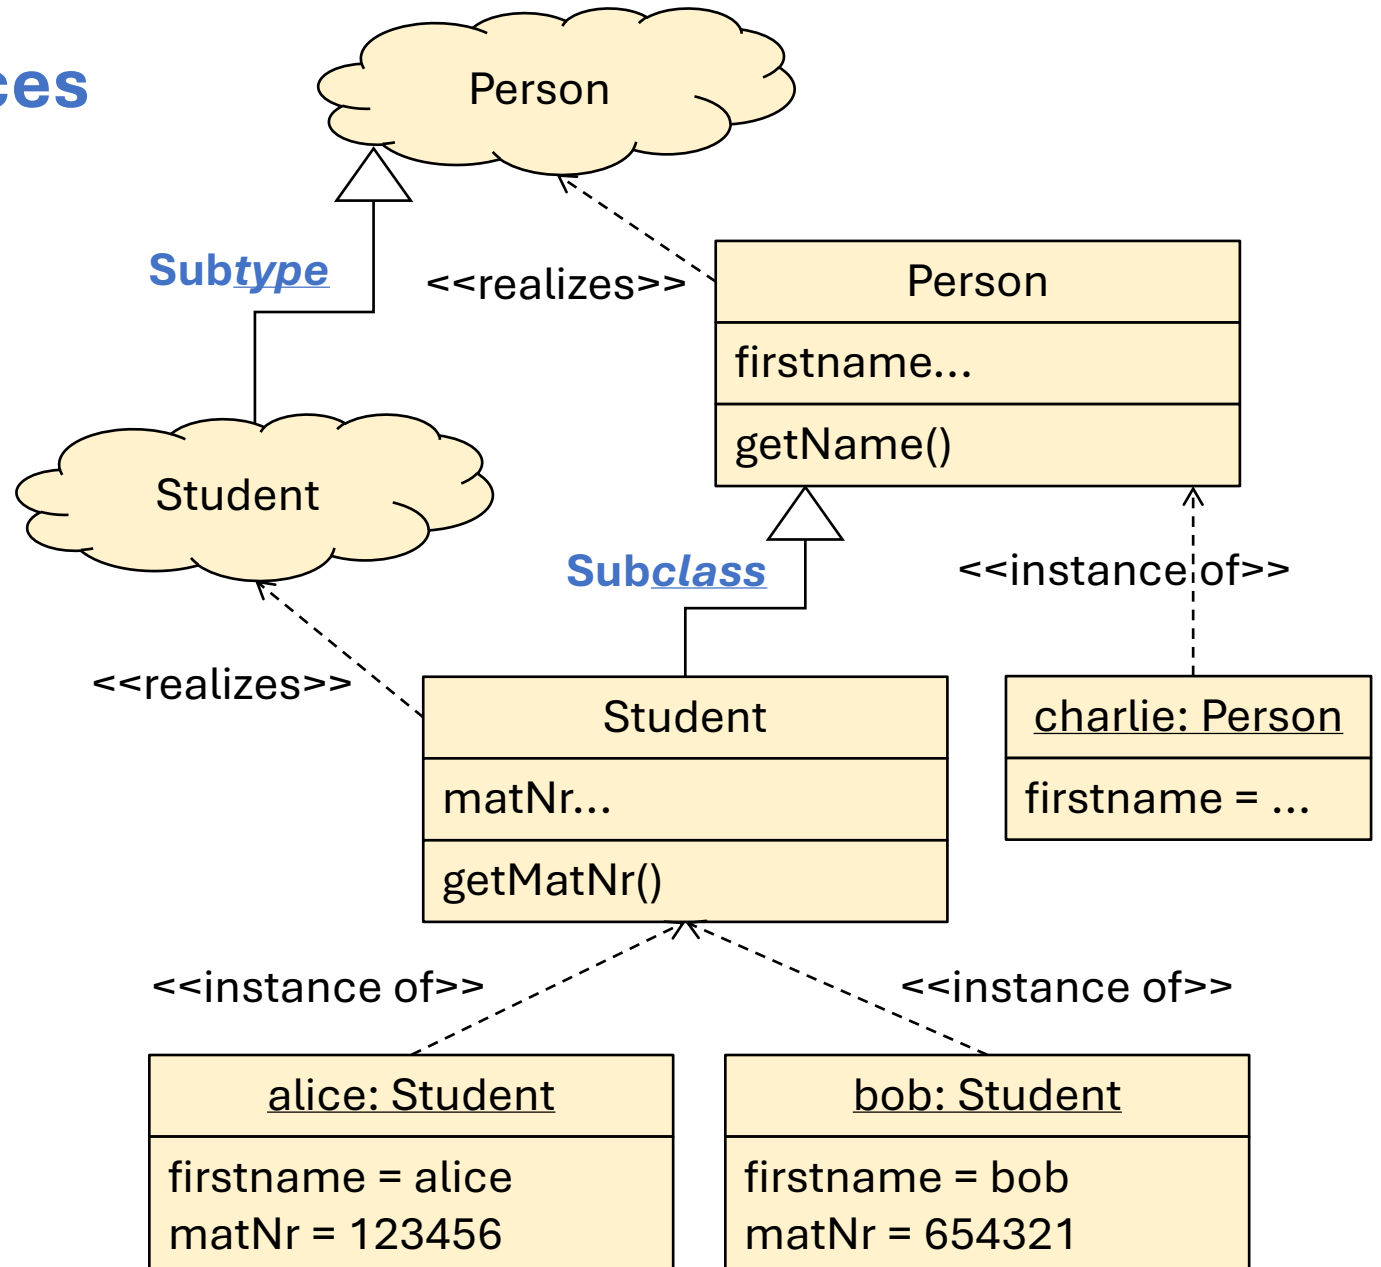 ces
Person
Subtype
<<realizes>>
Person
firstname...
getName()
Student
Subclass
<<instance of>>
<<realizes>>
Student
matNr...
getMatNr()
charlie: Person
firstname = ...
<<instance of>>
<<instance of>>
alice: Student
firstname = alice
matNr = 123456
bob: Student
firstname = bob
matNr = 654321